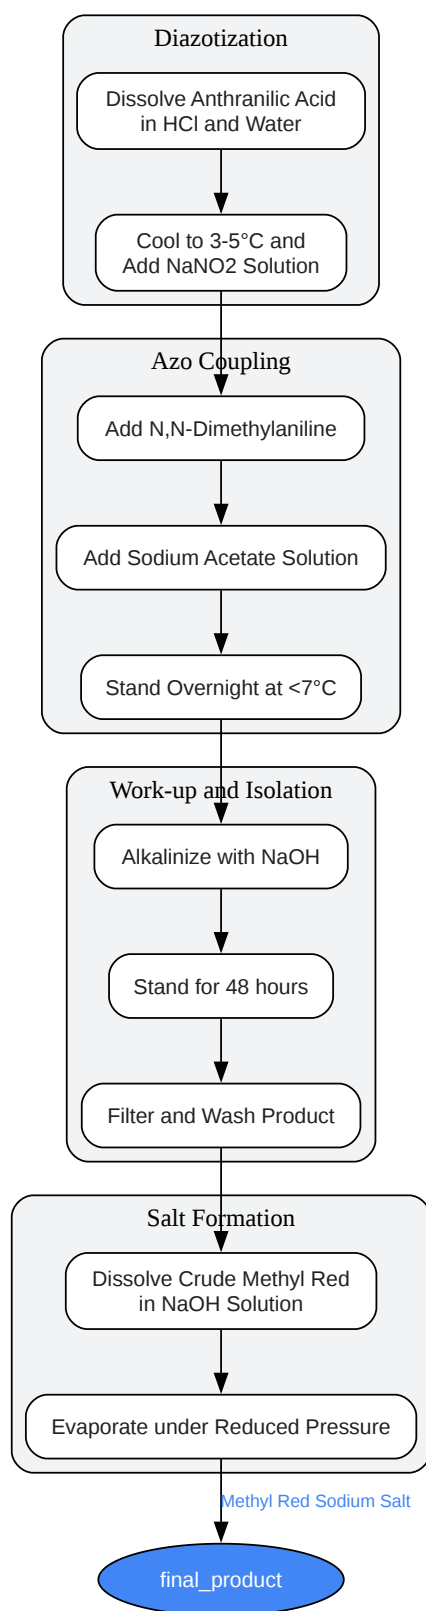 Diazotization
Dissolve Anthranilic Acid
in HCl and Water
Cool to 3-5°C and
Add NaNO2 Solution
Azo Coupling
Add N,N-Dimethylaniline
Add Sodium Acetate Solution
Stand Overnight at <7°C
Work-up and Isolation
Alkalinize with NaOH
Stand for 48 hours
Filter and Wash Product
Salt Formation
Dissolve Crude Methyl Red
in NaOH Solution
Evaporate under Reduced Pressure
Methyl Red Sodium Salt
final_product